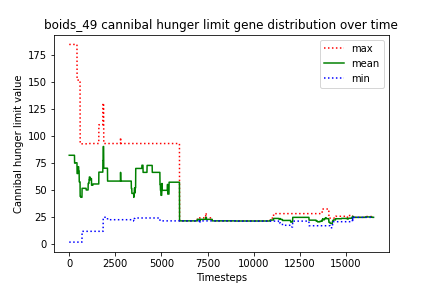 boids_49 cannibal hunger limit gene distribution over time
Cannibal hunger limit value
175
150
125
100
75
50
25
0
max
mean
min
0
2500
5000
7500
10000
12500
15000
Timesteps